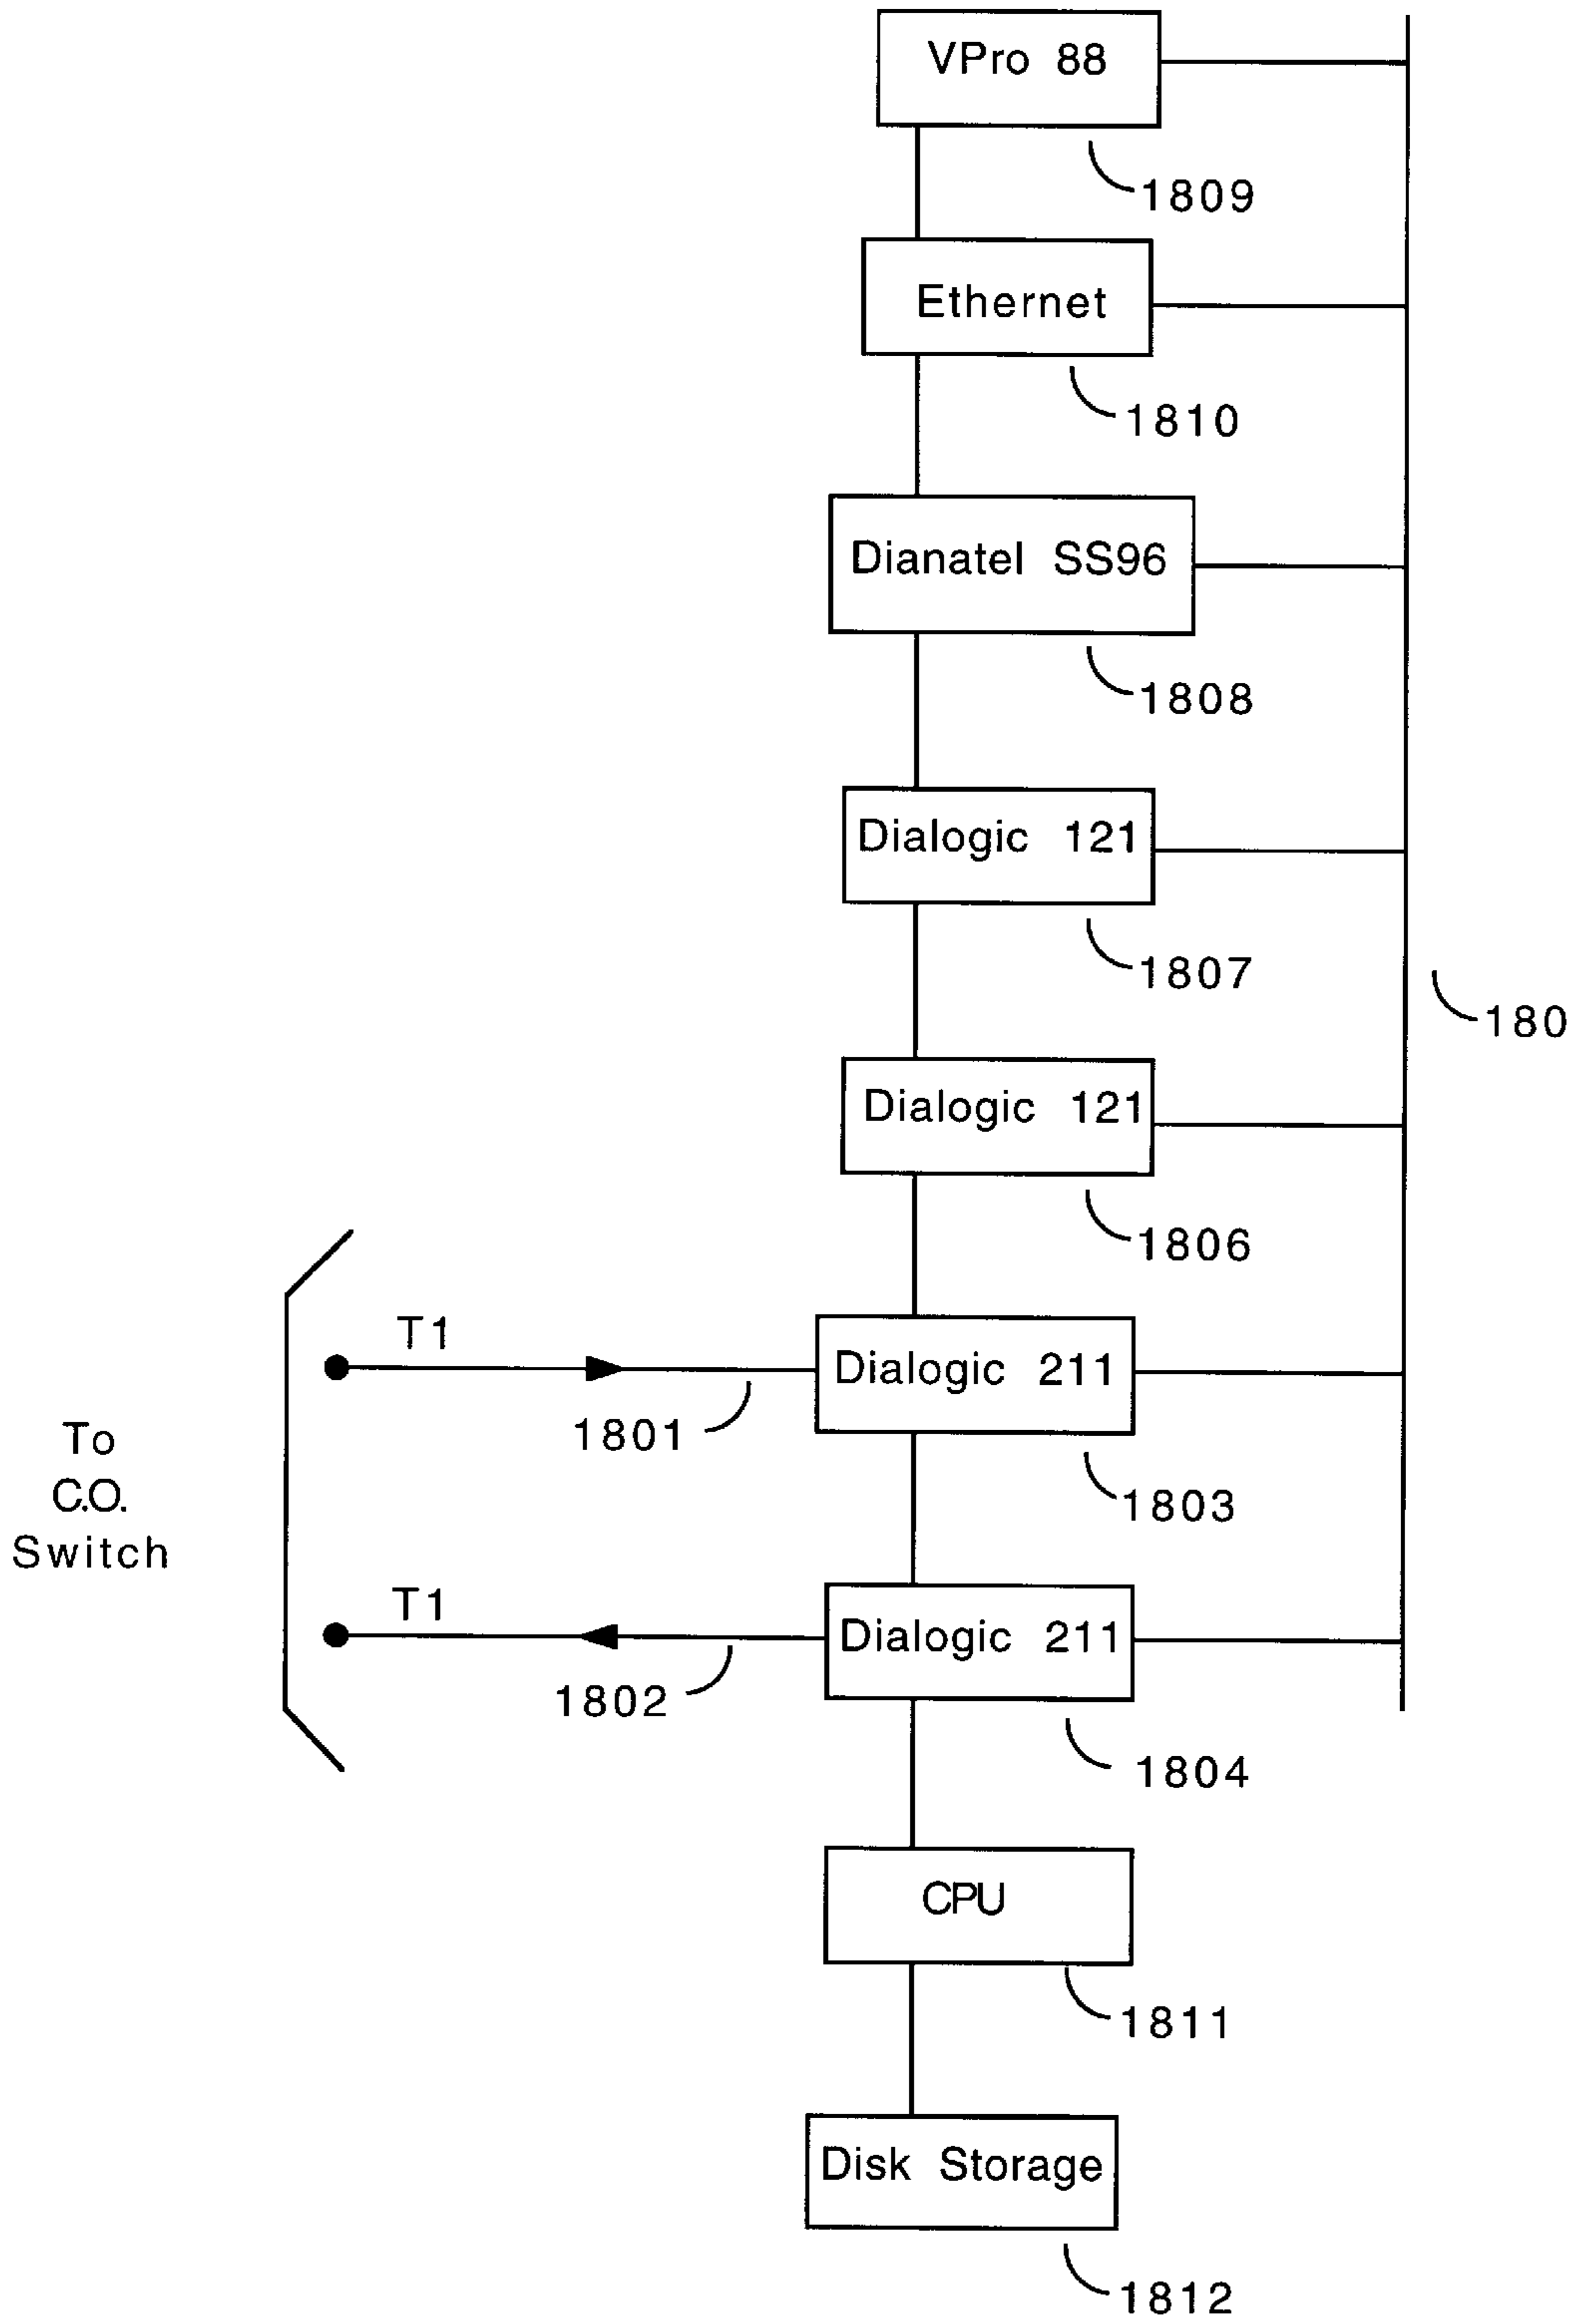 VPro 88
1809
Ethernet
1810
Dianatel SS96
1808
Dialogic 121
1807
180
Dialogic 121
1806
T1
Dialogic 211
1801
1803
To
C.O.
Switch
T1
Dialogic 211
1802
1804
CPU
1811
Disk Storage
1812